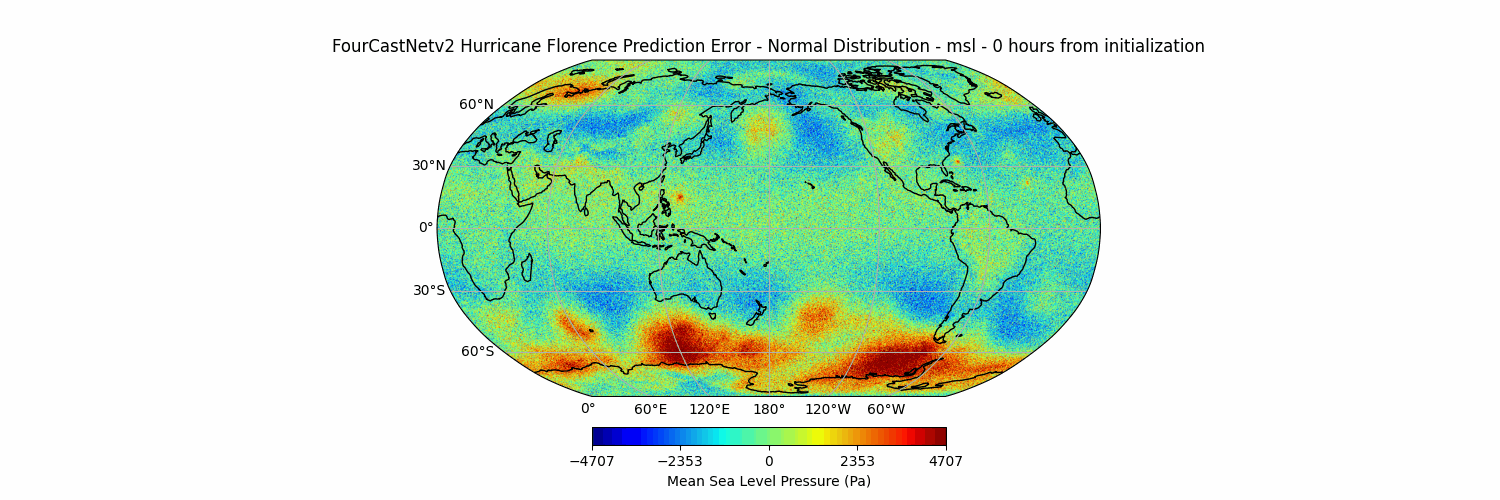 FourCastNetv2 Hurricane Florence Prediction Error - Normal Distribution - msl - 0 hours from initialization
60°N
30°N
0°
30°S
60°S
0° 60°E 120°E 180° 120°W 60°W
−4707 −2353 0 2353 4707
Mean Sea Level Pressure (Pa)